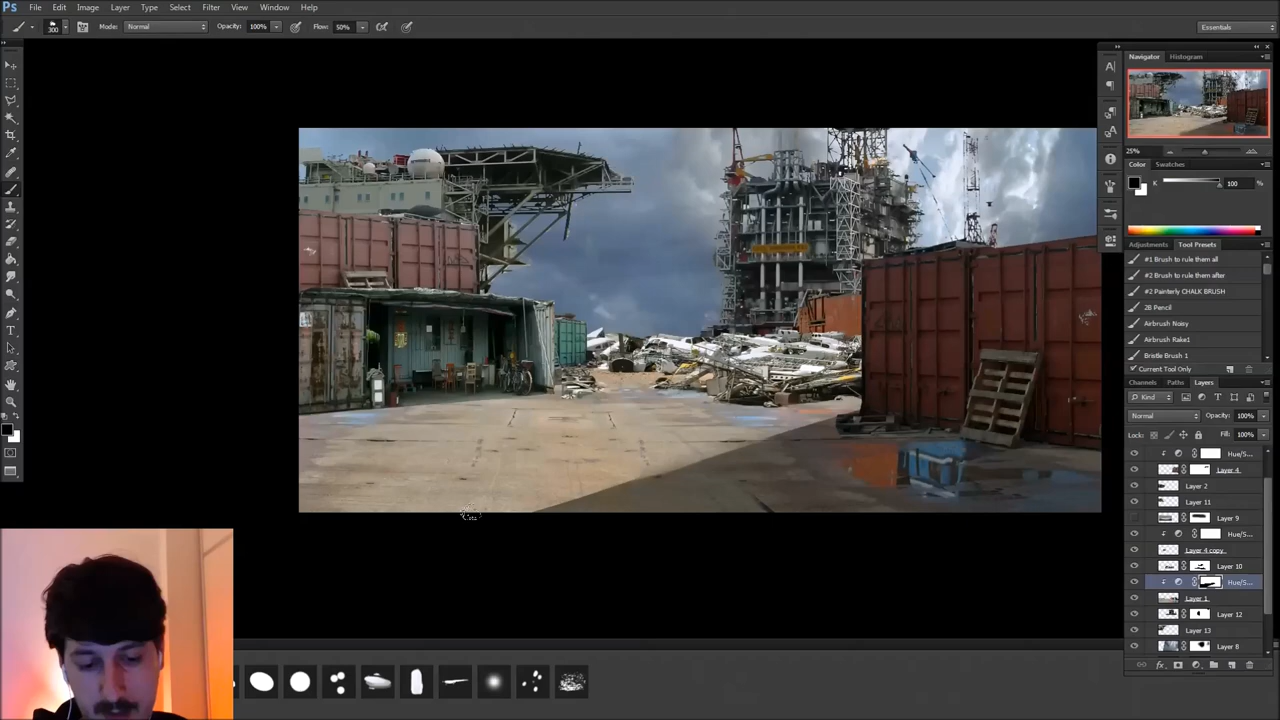 Ps File Edit Image Layer Type Select Filter View Window Help
300 Mode: Normal Opacity: 100% Flow: 50% Essentials
Navigator Histogram
25%
Color Swatches
K 100 %
Adjustments Tool Presets
#1 Brush to rule them all
#2 Brush to rule them after
#2 Painterly CHALK BRUSH
2B Pencil
Airbrush Noisy
Airbrush Rake1
Bristle Brush 1
Current Tool Only
Channels Paths Layers
Kind
Normal Opacity: 100%
Lock: Fill: 100%
Hue/S...
Layer 4
Layer 2
Layer 11
Layer 9
Hue/S...
Layer 4 copy
Layer 10
Hue/S...
Layer 1
Layer 12
Layer 13
Layer 8